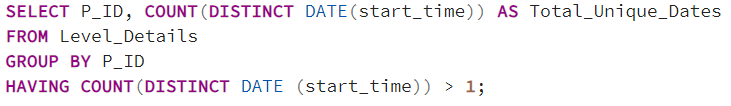 SELECT P_ID, COUNT(DISTINCT DATE(start_time)) AS Total_Unique_Dates
FROM Level_Details
GROUP BY P_ID
HAVING COUNT(DISTINCT DATE (start_time)) > 1;